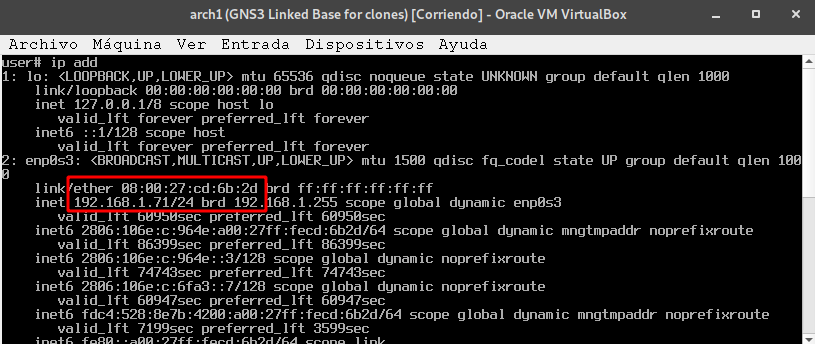 arch1 (GNS3 Linked Base for clones) [Corriendo] - Oracle VM VirtualBox
Archivo Máquina Ver Entrada Dispositivos Ayuda
user# ip add
1: lo: <LOOPBACK,UP,LOWER_UP> mtu 65536 qdisc noqueue state UNKNOWN group default qlen 1000
link/loopback 00:00:00:00:00:00 brd 00:00:00:00:00:00
inet 127.0.0.1/8 scope host lo
valid_lft forever preferred_lft forever
inet6 ::1/128 scope host
valid_lft forever preferred_lft forever
2: enp0s3: <BROADCAST,MULTICAST,UP,LOWER_UP> mtu 1500 qdisc fq_codel state UP group default qlen 100
0
link/ether 08:00:27:cd:6b:2d brd ff:ff:ff:ff:ff:ff
inet 192.168.1.71/24 brd 192.168.1.255 scope global dynamic enp0s3
valid_lft 60950sec preferred_lft 60950sec
inet6 2806:106e:c:964e:a00:27ff:fecd:6b2d/64 scope global dynamic mngtmpaddr noprefixroute
valid_lft 86399sec preferred_lft 86399sec
inet6 2806:106e:c:964e::3/128 scope global dynamic noprefixroute
valid_lft 74743sec preferred_lft 74743sec
inet6 2806:106e:c:6fa3::7/128 scope global dynamic noprefixroute
valid_lft 60947sec preferred_lft 60947sec
inet6 fdc4:528:8e7b:4200:a00:27ff:fecd:6b2d/64 scope global dynamic mngtmpaddr noprefixroute
valid_lft 7199sec preferred_lft 3599sec
inet6 fe80::a00:27ff:fecd:6b2d/64 scope link